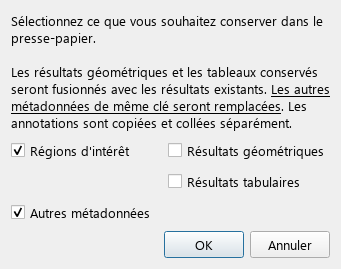 Sélectionnez ce que vous souhaitez conserver dans le
presse-papier.
Les résultats géométriques et les tableaux conservés
seront fusionnés avec les résultats existants. Les autres
métadonnées de même clé seront remplacées. Les
annotations sont copiées et collées séparément.
Régions d'intérêt
Résultats géométriques
Résultats tabulaires
Autres métadonnées
OK
Annuler